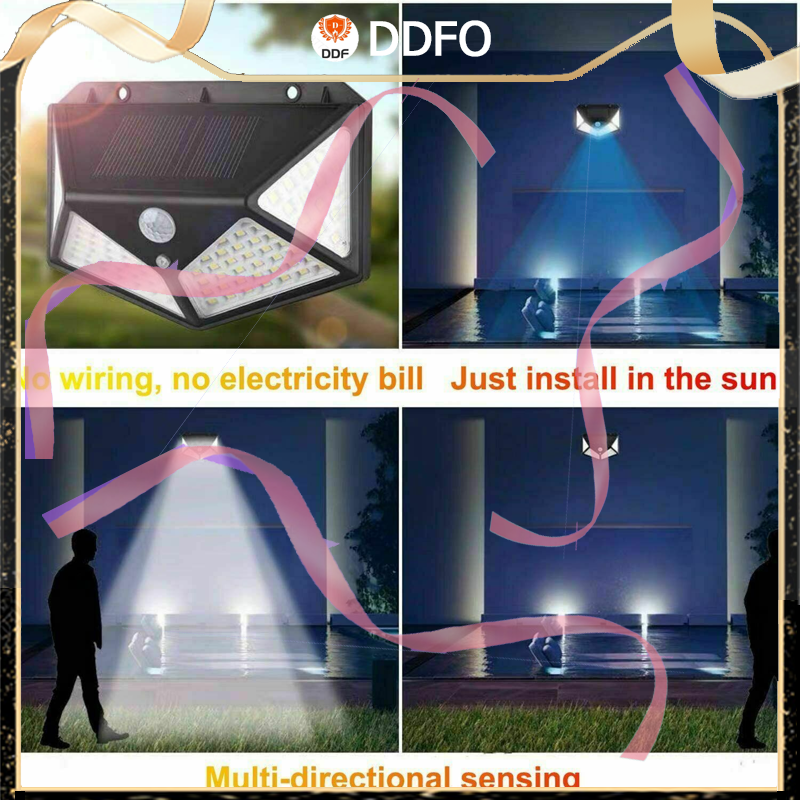 DDF
DDFO
No wiring, no electricity bill Just install in the sun
Multi-directional sensing